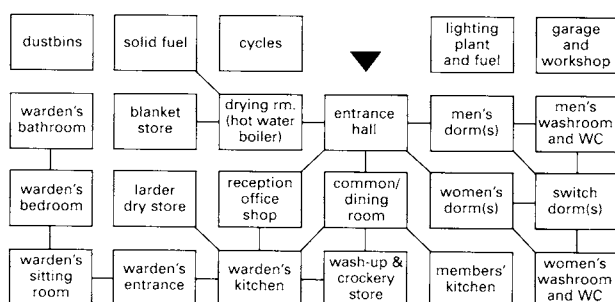 dustbins
solid fuel
cycles
lighting
plant
and fuel
garage
and
workshop
warden's
bathroom
blanket
store
drying rm.
(hot water
boiler)
entrance
hall
men's
dorm(s)
men's
washroom
and WC
warden's
bedroom
larder
dry store
reception
office
shop
common/
dining
room
women's
dorm(s)
switch
dorm(s)
warden's
sitting
room
warden's
entrance
warden's
kitchen
wash-up &
crockery
store
members'
kitchen
women's
washroom
and WC